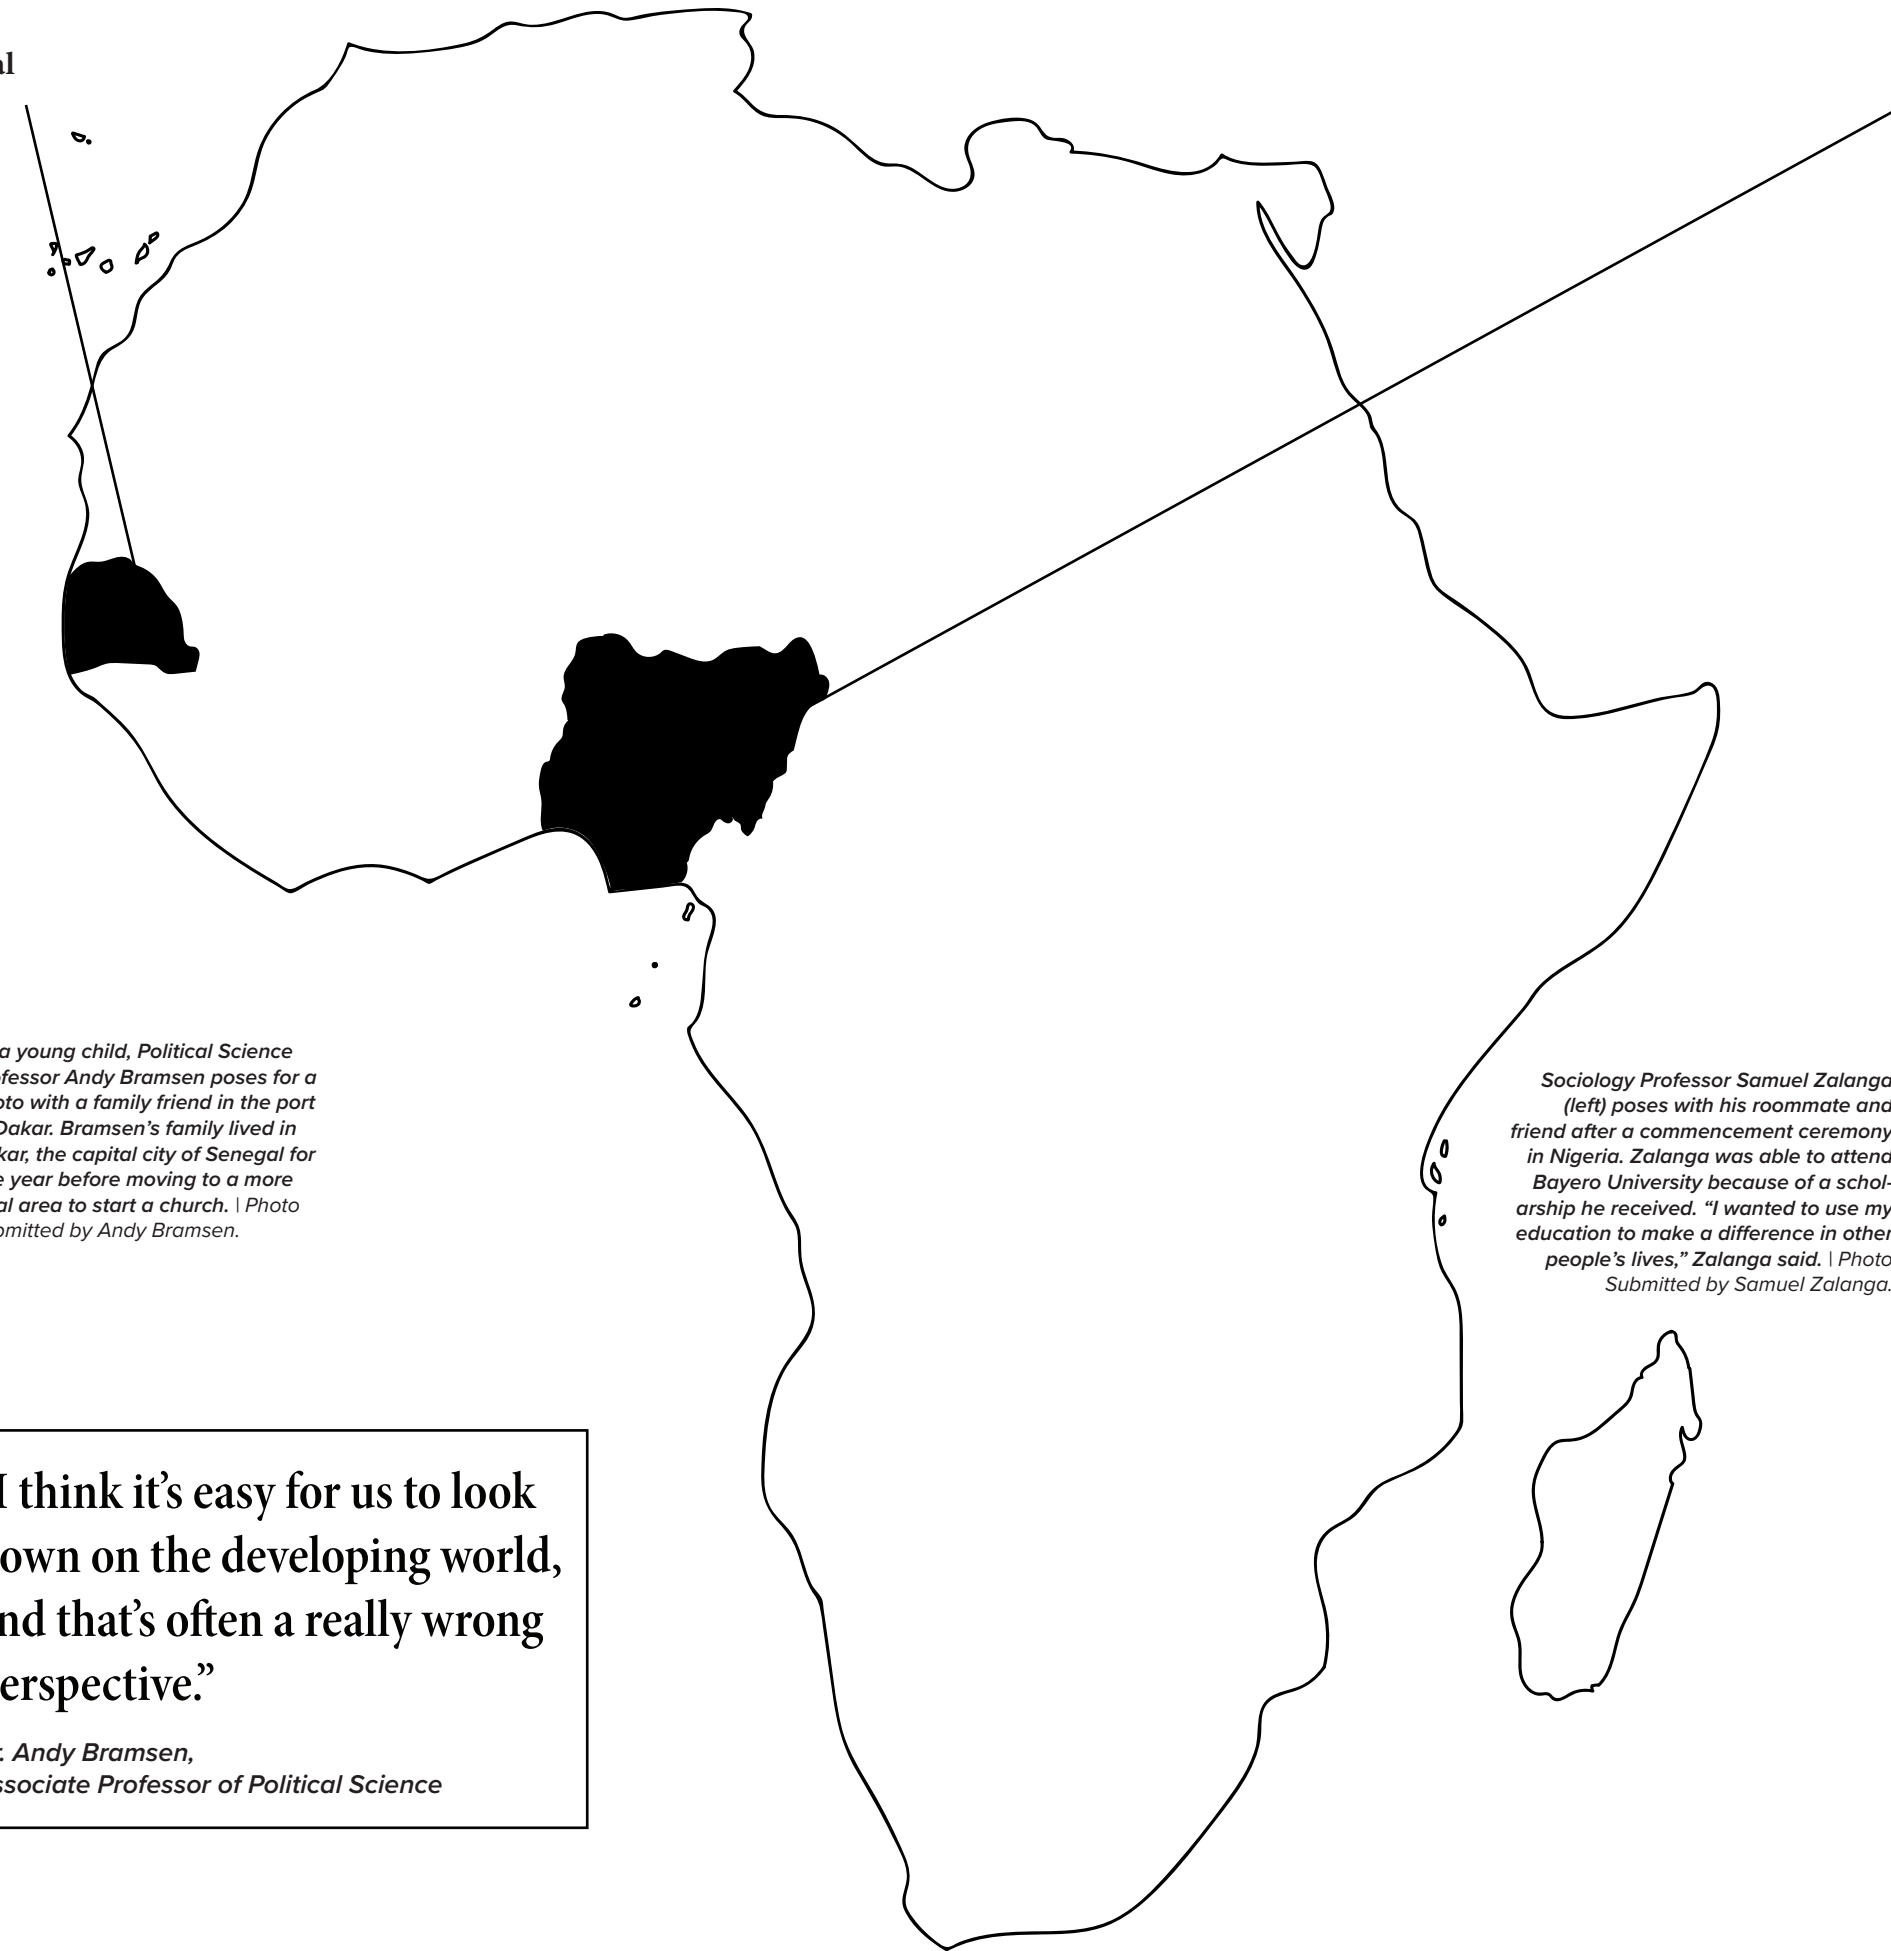 al
a young child, Political Science
ofessor Andy Bramsen poses for a
oto with a family friend in the port
Dakar. Bramsen’s family lived in
kar, the capital city of Senegal for
e year before moving to a more
al area to start a church. | Photo
omitted by Andy Bramsen.
Sociology Professor Samuel Zalanga
(left) poses with his roommate and
friend after a commencement ceremony
in Nigeria. Zalanga was able to attend
Bayero University because of a schol-
arship he received. “I wanted to use my
education to make a difference in other
people’s lives,” Zalanga said. | Photo
Submitted by Samuel Zalanga.
I think it’s easy for us to look
own on the developing world,
nd that’s often a really wrong
erspective.”
r. Andy Bramsen,
ssociate Professor of Political Science